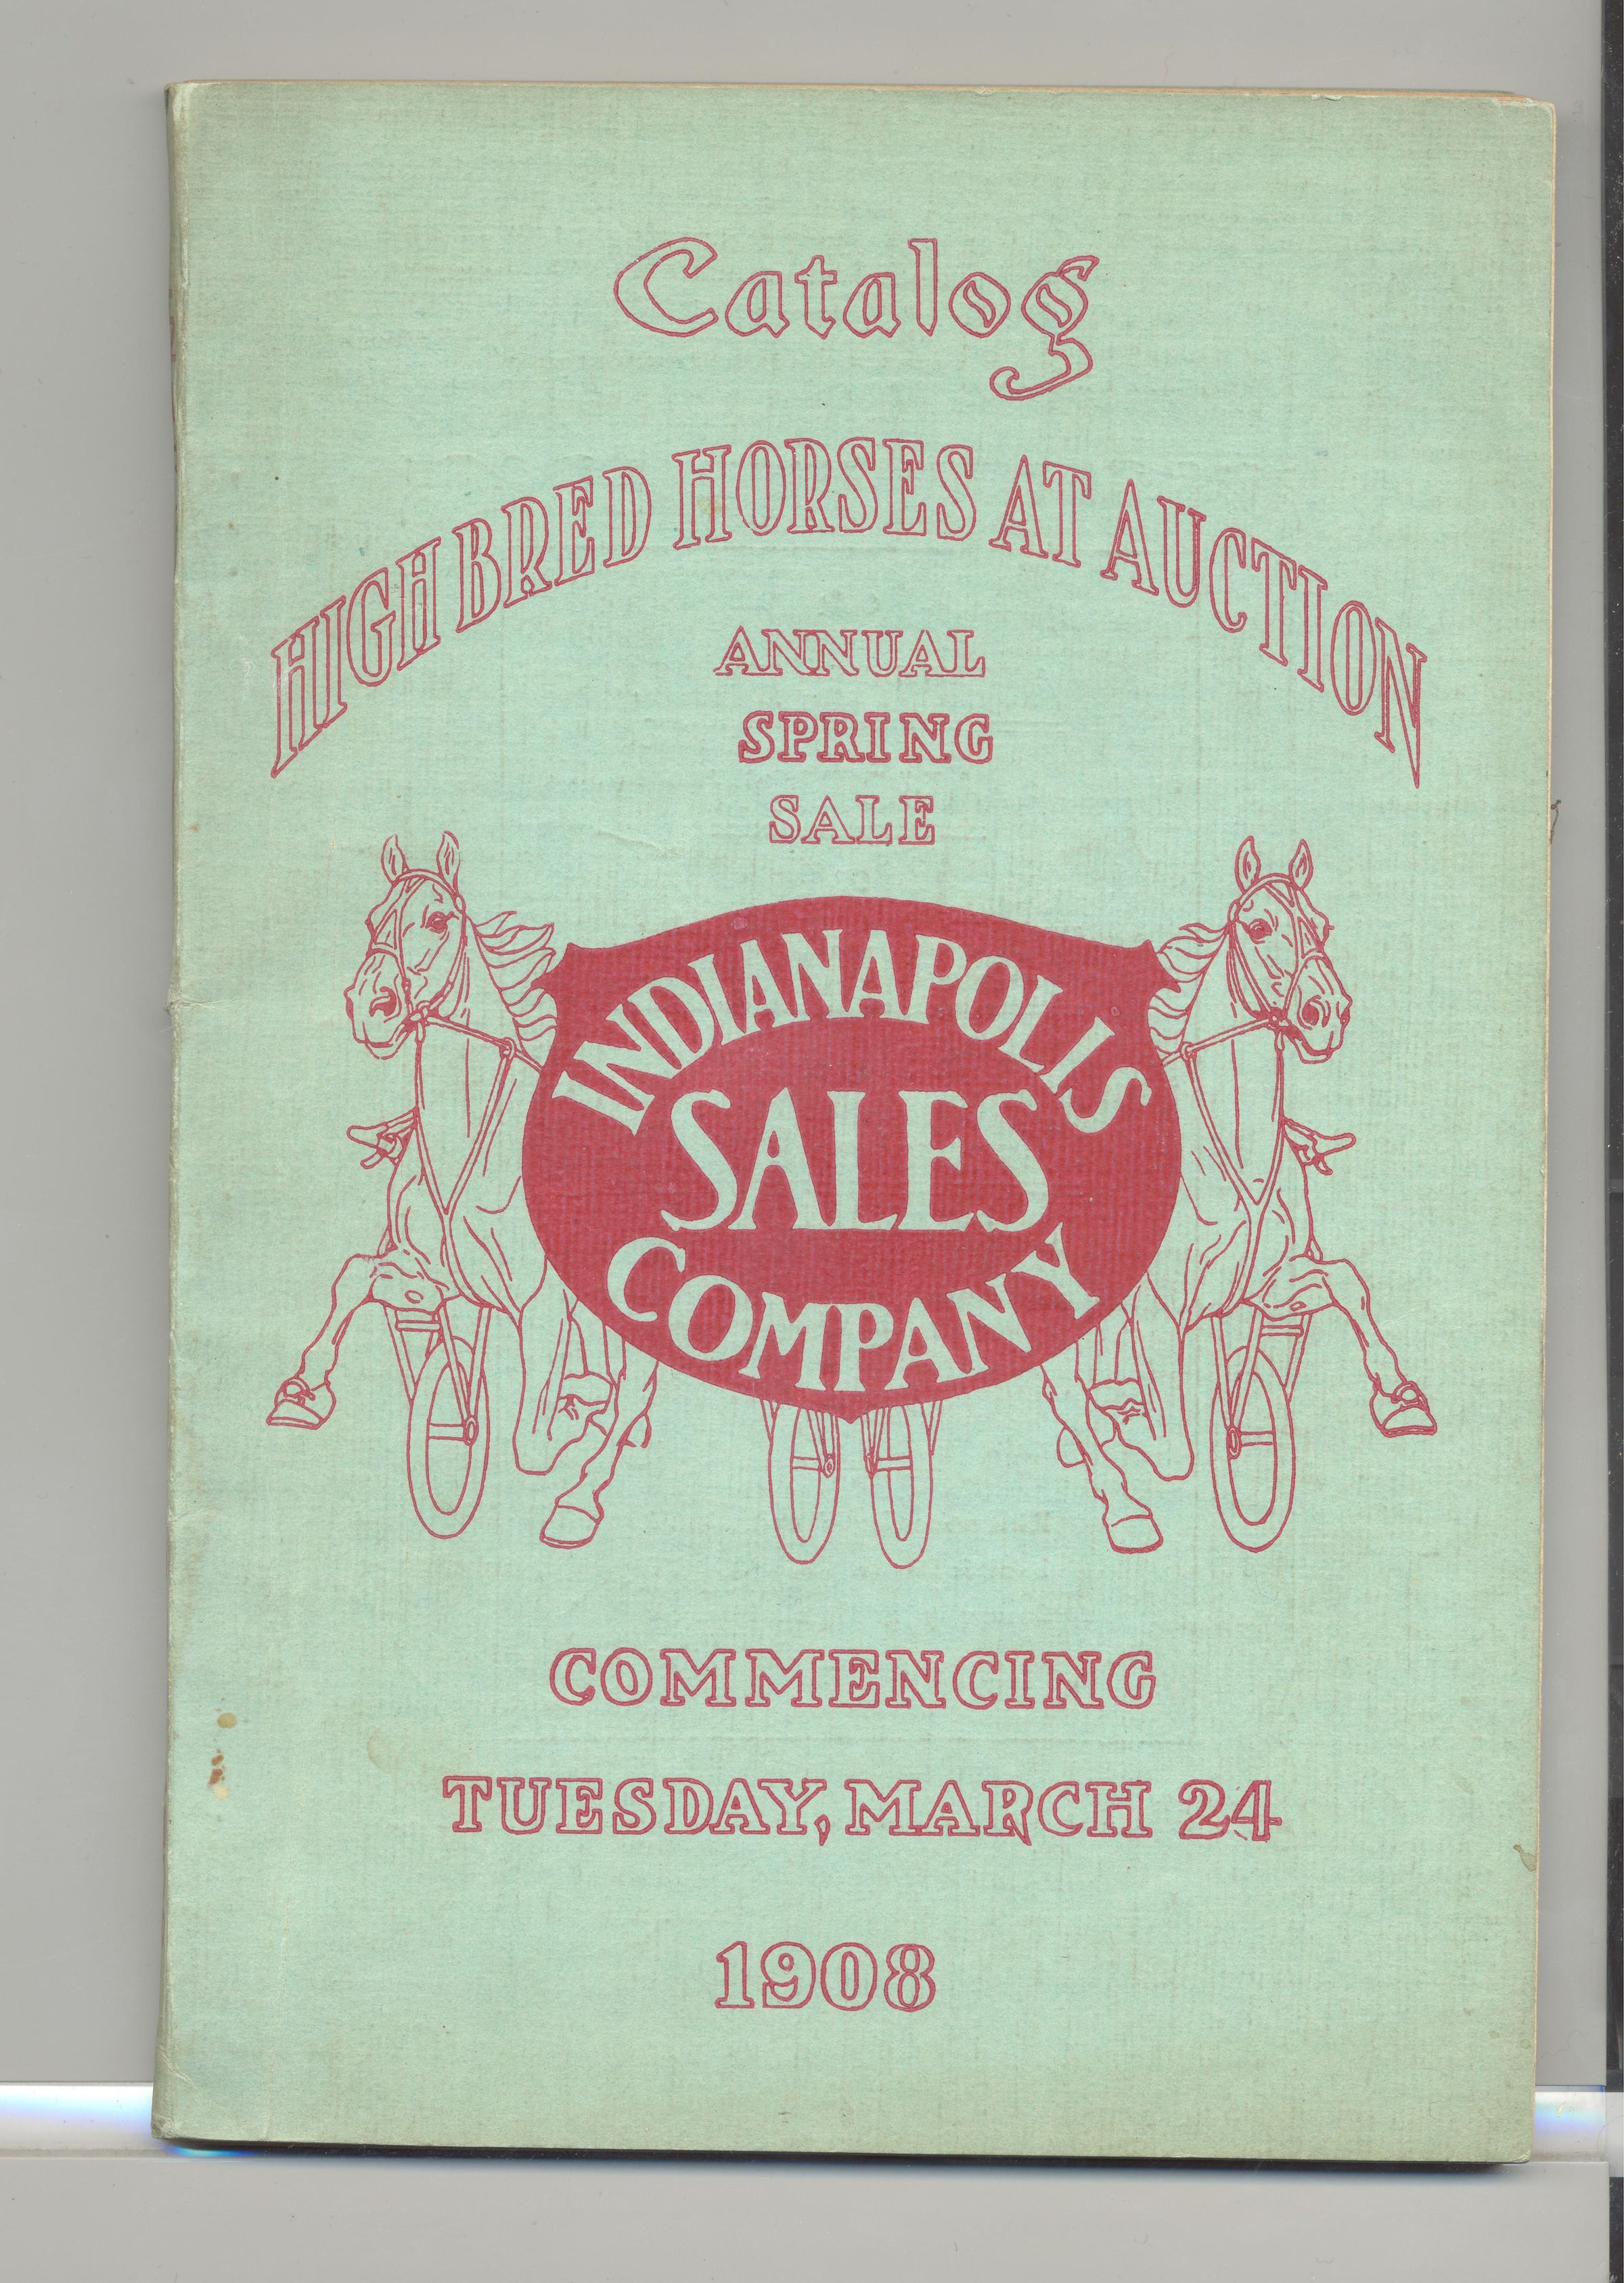 Catalog
HIGH BRED HORSES AT AUCTION
ANNUAL
SPRING
SALE
INDIANAPOLIS
SALES
COMPANY
COMMENCING
TUESDAY, MARCH 24
1908